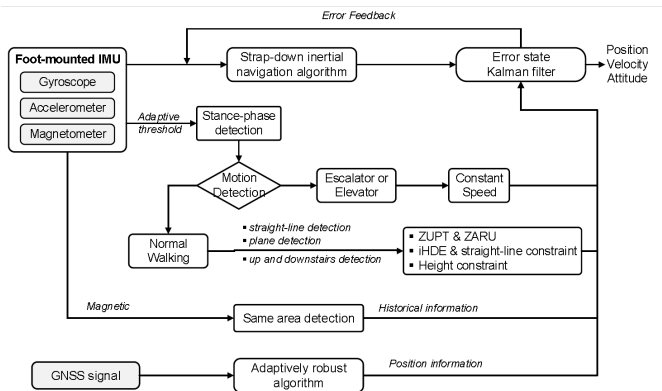 Error Feedback
Foot-mounted IMU
Gyroscope
Accelerometer
Magnetometer
Strap-down inertial
navigation algorithm
Error state
Kalman filter
Position
Velocity
Attitude
Adaptive
threshold
Stance-phase
detection
Motion
Detection
Escalator or
Elevator
Constant
Speed
Normal
Walking
▪ straight-line detection
▪ plane detection
▪ up and downstairs detection
▪ ZUPT & ZARU
▪ iHDE & straight-line constraint
▪ Height constraint
Magnetic
Same area detection
Historical information
GNSS signal
Adaptively robust
algorithm
Position information